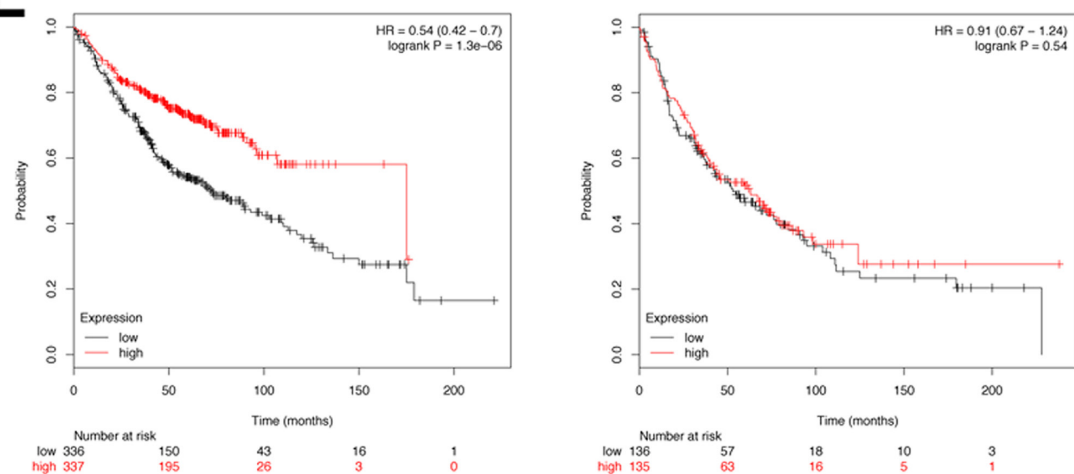 HR = 0.54 (0.42 – 0.7)
logrank P = 1.3e–06
Probability
1.0
0.8
0.6
0.4
0.2
0.0
Expression
low
high
0 50 100 150 200
Time (months)
Number at risk
low 336 150 43 16 1
high 337 195 26 3 0
HR = 0.91 (0.67 – 1.24)
logrank P = 0.54
Probability
1.0
0.8
0.6
0.4
0.2
0.0
Expression
low
high
0 50 100 150 200
Time (months)
Number at risk
low 136 57 18 10 3
high 135 63 16 5 1